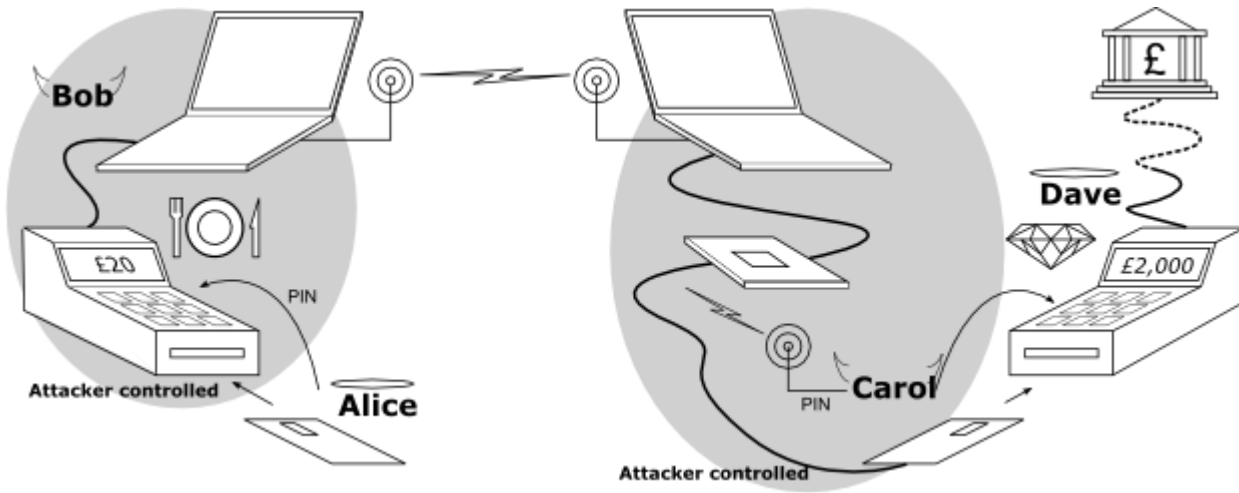 Bob
£20
PIN
Attacker controlled
Alice
£
Dave
£2,000
PIN
Carol
Attacker controlled